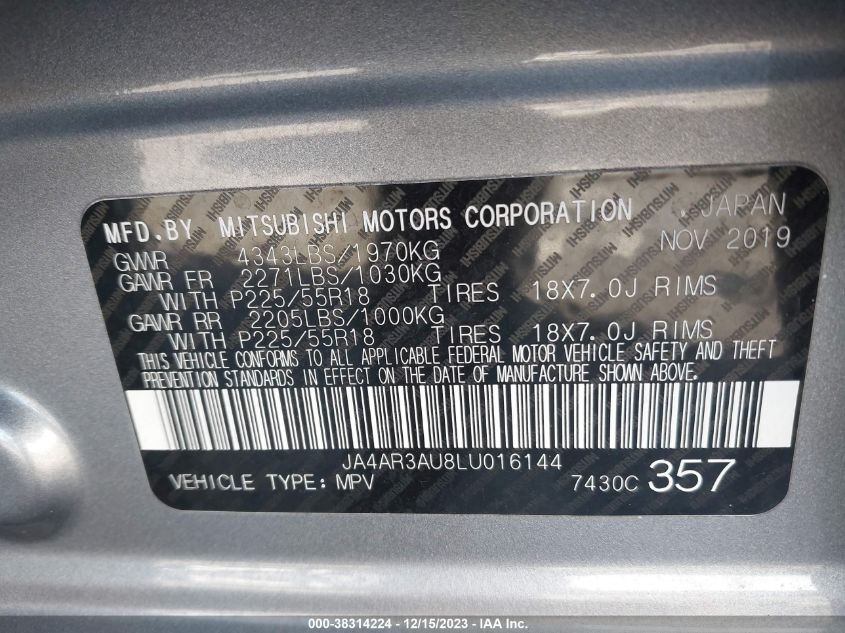 MFD. BY MITSUBISHI MOTORS CORPORATION , JAPAN
GVWR 4343LBS/1970KG NOV 2019
GAWR FR 2271LBS/1030KG
WITH P225/55R18 TIRES 18X7.0J RIMS
GAWR RR 2205LBS/1000KG
WITH P225/55R18 TIRES 18X7.0J RIMS
THIS VEHICLE CONFORMS TO ALL APPLICABLE FEDERAL MOTOR VEHICLE SAFETY AND THEFT
PREVENTION STANDARDS IN EFFECT ON THE DATE OF MANUFACTURE SHOWN ABOVE.
JA4AR3AU8LU016144
VEHICLE TYPE: MPV 7430C 357
000-38314224 - 12/15/2023 - IAA Inc.